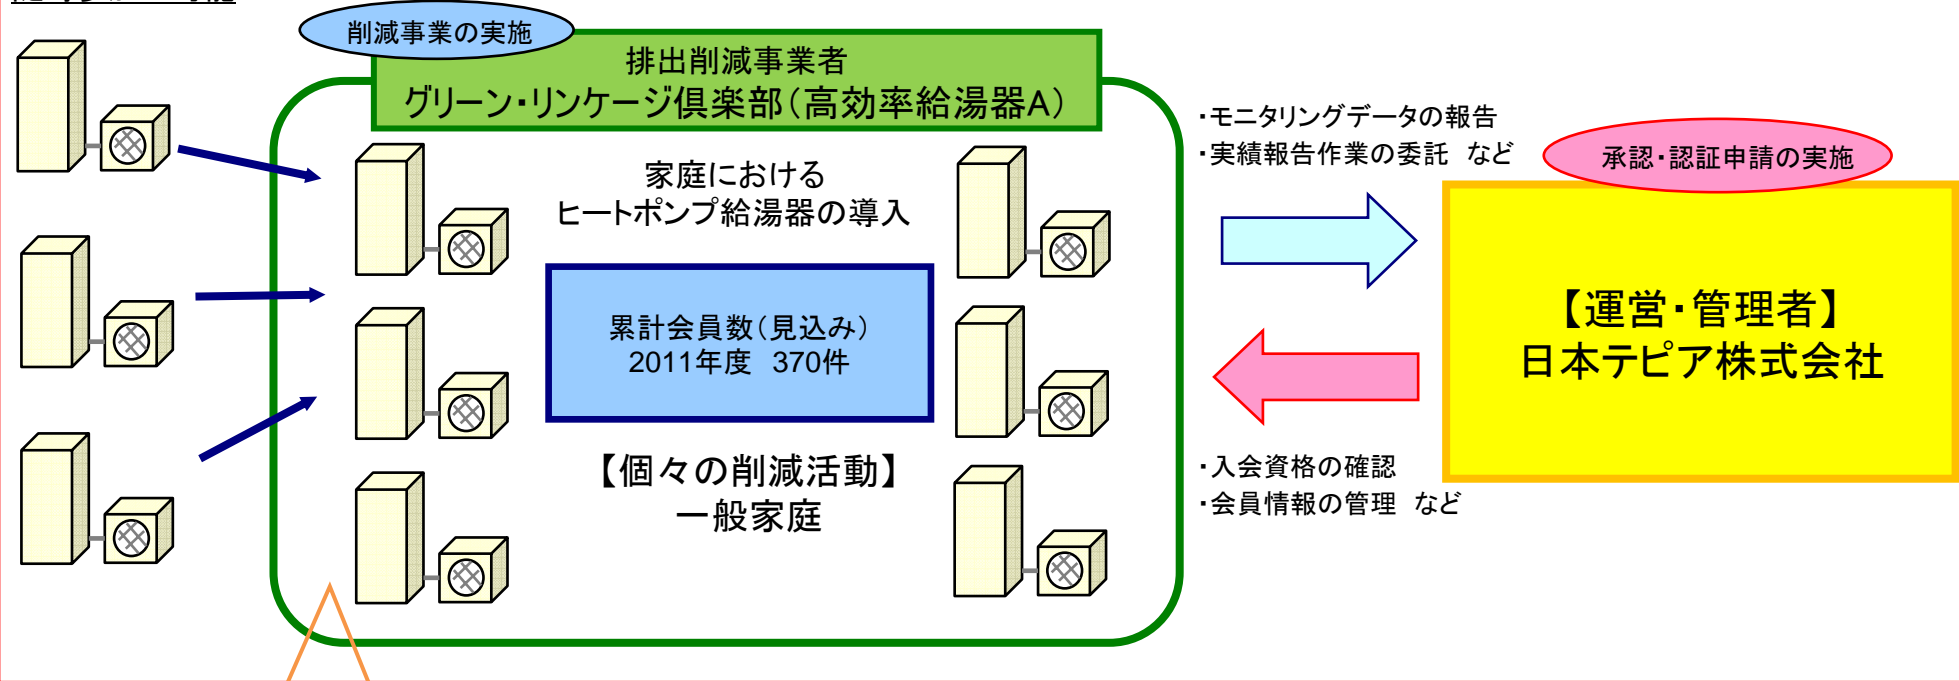 削減事業の実施
排出削減事業者
グリーン・リンケージ倶楽部（高効率給湯器A）
・モニタリングデータの報告
・実績報告作業の委託　など
承認・認証申請の実施
家庭における
ヒートポンプ給湯器の導入
累計会員数（見込み）
2011年度　370件
【運営・管理者】
日本テピア株式会社
【個々の削減活動】
一般家庭
・入会資格の確認
・会員情報の管理　など